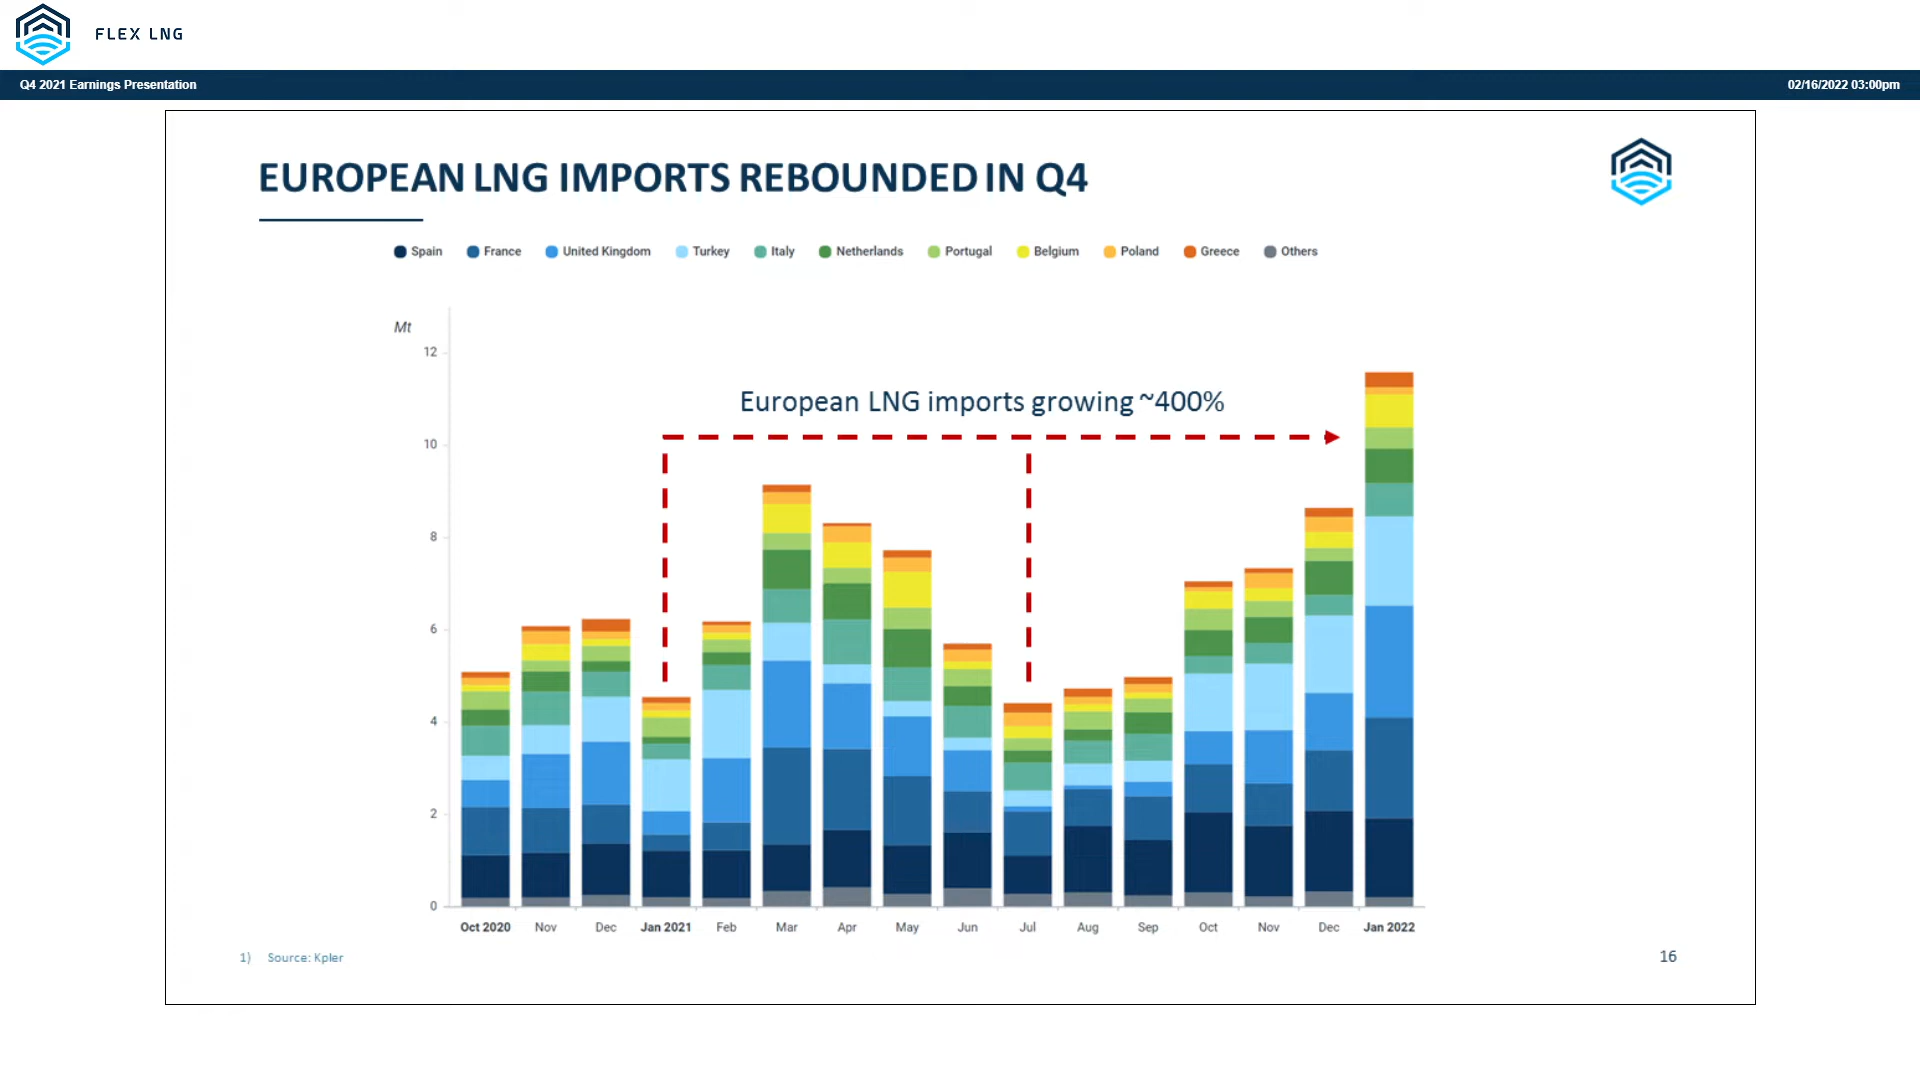 FLEX LNG
Q4 2021 Earnings Presentation 02/16/2022 03:00pm
EUROPEAN LNG IMPORTS REBOUNDED IN Q4
Spain France United Kingdom Turkey Italy Netherlands Portugal Belgium Poland Greece Others
Mt
12
European LNG imports growing ~400%
10
8
6
4
2
0
Oct 2020 Nov Dec Jan 2021 Feb Mar Apr May Jun Jul Aug Sep Oct Nov Dec Jan 2022
1) Source: Kpler
16